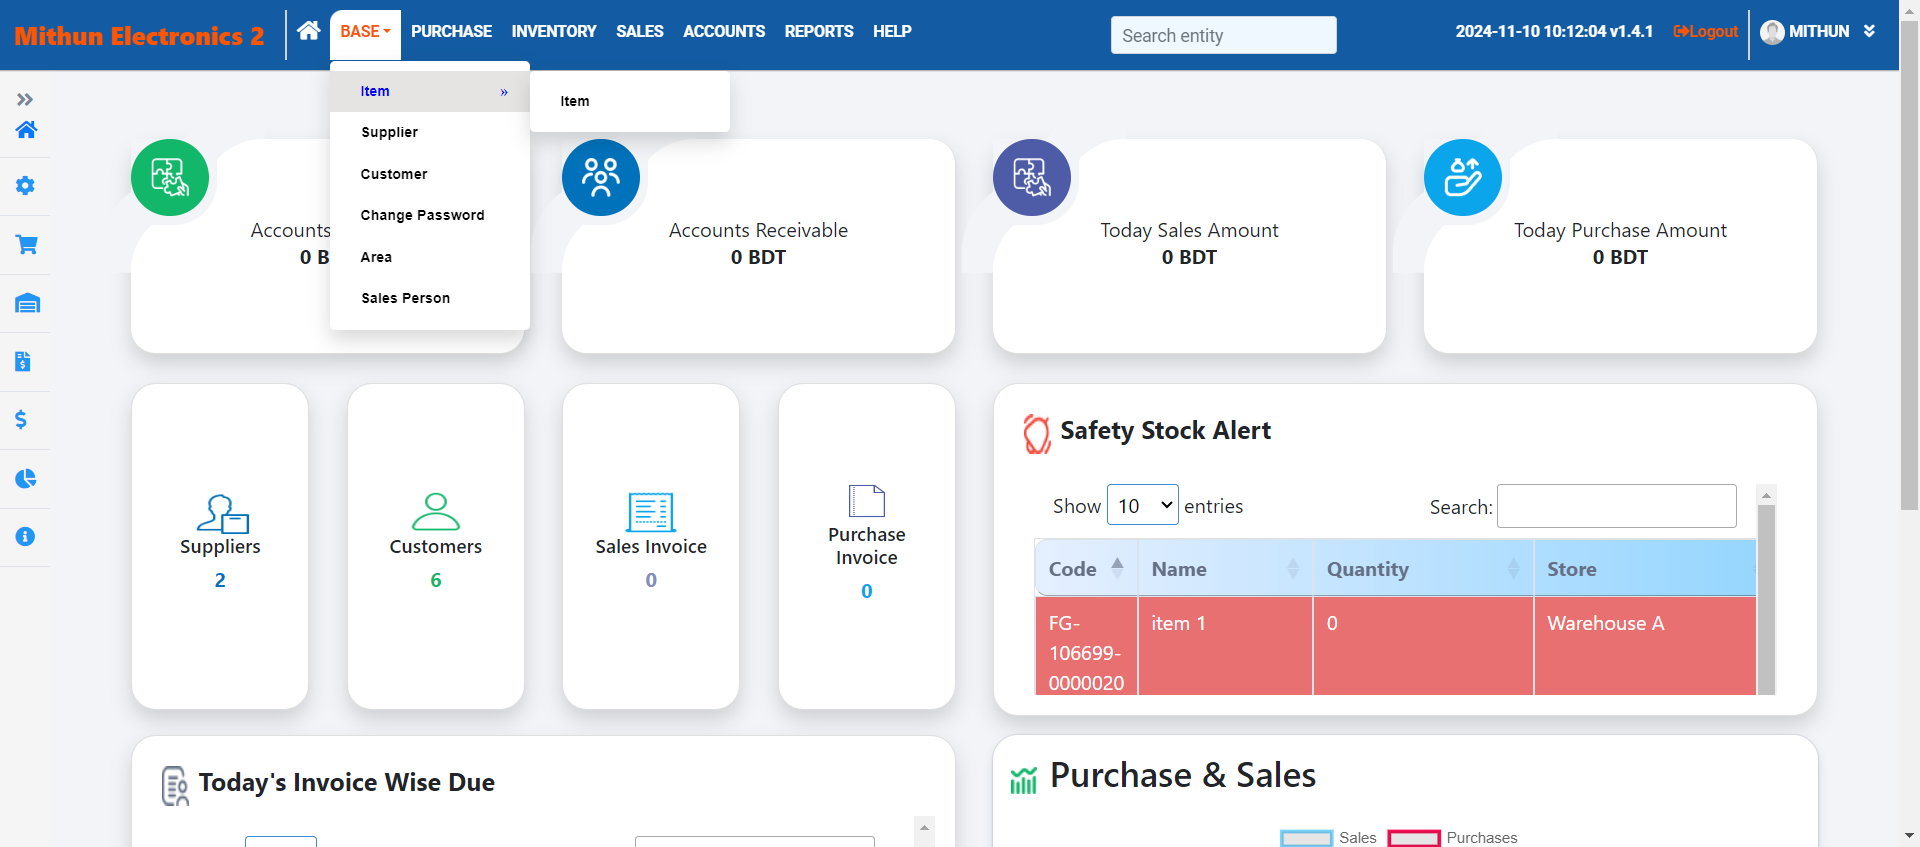 Mithun Electronics 2
BASE PURCHASE INVENTORY SALES ACCOUNTS REPORTS HELP
Search entity
2024-11-10 10:12:04 v1.4.1
Logout
MITHUN
Item »
Item
Supplier
Customer
Change Password
Area
Sales Person
Accounts
0 B
Accounts Receivable
0 BDT
Today Sales Amount
0 BDT
Today Purchase Amount
0 BDT
Suppliers
2
Customers
6
Sales Invoice
0
Purchase
Invoice
0
Safety Stock Alert
Show 10 entries
Search:
Code Name Quantity Store
FG- item 1 0 Warehouse A
106699-
0000020
Today's Invoice Wise Due
Purchase & Sales
Sales Purchases